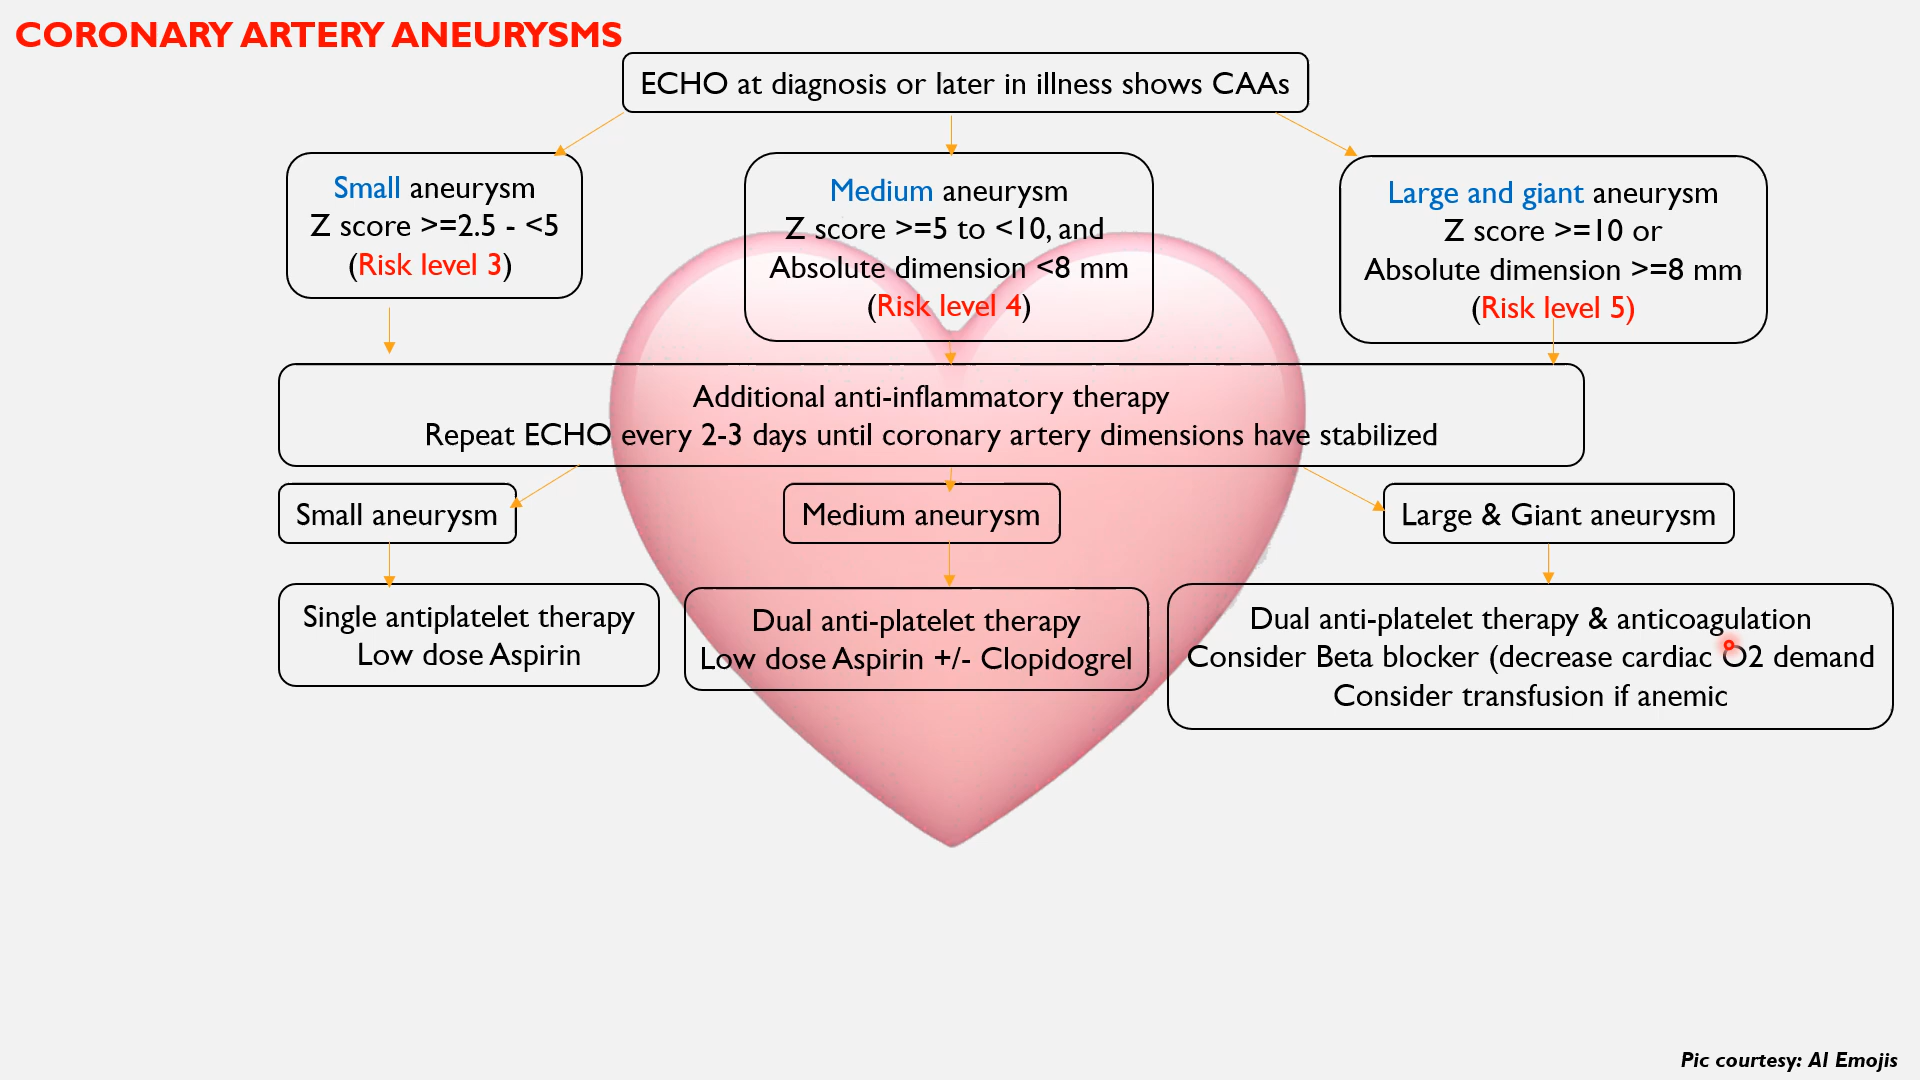 CORONARY ARTERY ANEURYSMS
ECHO at diagnosis or later in illness shows CAAs
Small aneurysm
Z score >=2.5 - <5
(Risk level 3)
Medium aneurysm
Z score >=5 to <10, and
Absolute dimension <8 mm
(Risk level 4)
Large and giant aneurysm
Z score >=10 or
Absolute dimension >=8 mm
(Risk level 5)
Additional anti-inflammatory therapy
Repeat ECHO every 2-3 days until coronary artery dimensions have stabilized
Small aneurysm
Medium aneurysm
Large & Giant aneurysm
Single antiplatelet therapy
Low dose Aspirin
Dual anti-platelet therapy
Low dose Aspirin +/- Clopidogrel
Dual anti-platelet therapy & anticoagulation
Consider Beta blocker (decrease cardiac O2 demand
Consider transfusion if anemic
Pic courtesy: AI Emojis